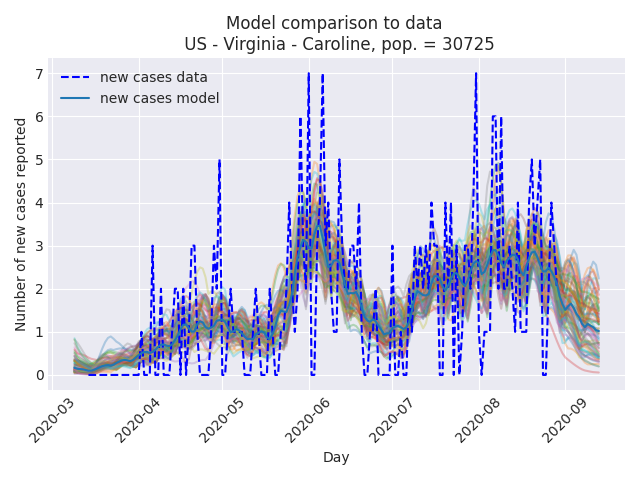 Model comparison to data
US - Virginia - Caroline, pop. = 30725
new cases data
new cases model
Number of new cases reported
7
6
5
4
3
2
1
0
2020-03
2020-04
2020-05
2020-06
2020-07
2020-08
2020-09
Day